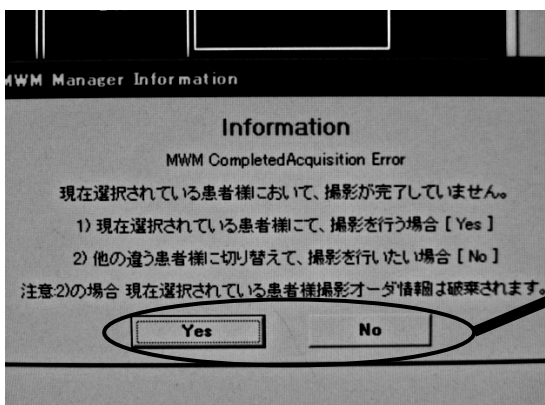 MWM Manager Information
Information
MWM CompletedAcquisition Error
現在選択されている患者様において、撮影が完了していません。
1) 現在選択されている患者様にて、撮影を行う場合 [ Yes ]
2) 他の違う患者様に切り替えて、撮影を行いたい場合 [ No ]
注意:2)の場合 現在選択されている患者様撮影オーダ情報は破棄されます。
Yes
No